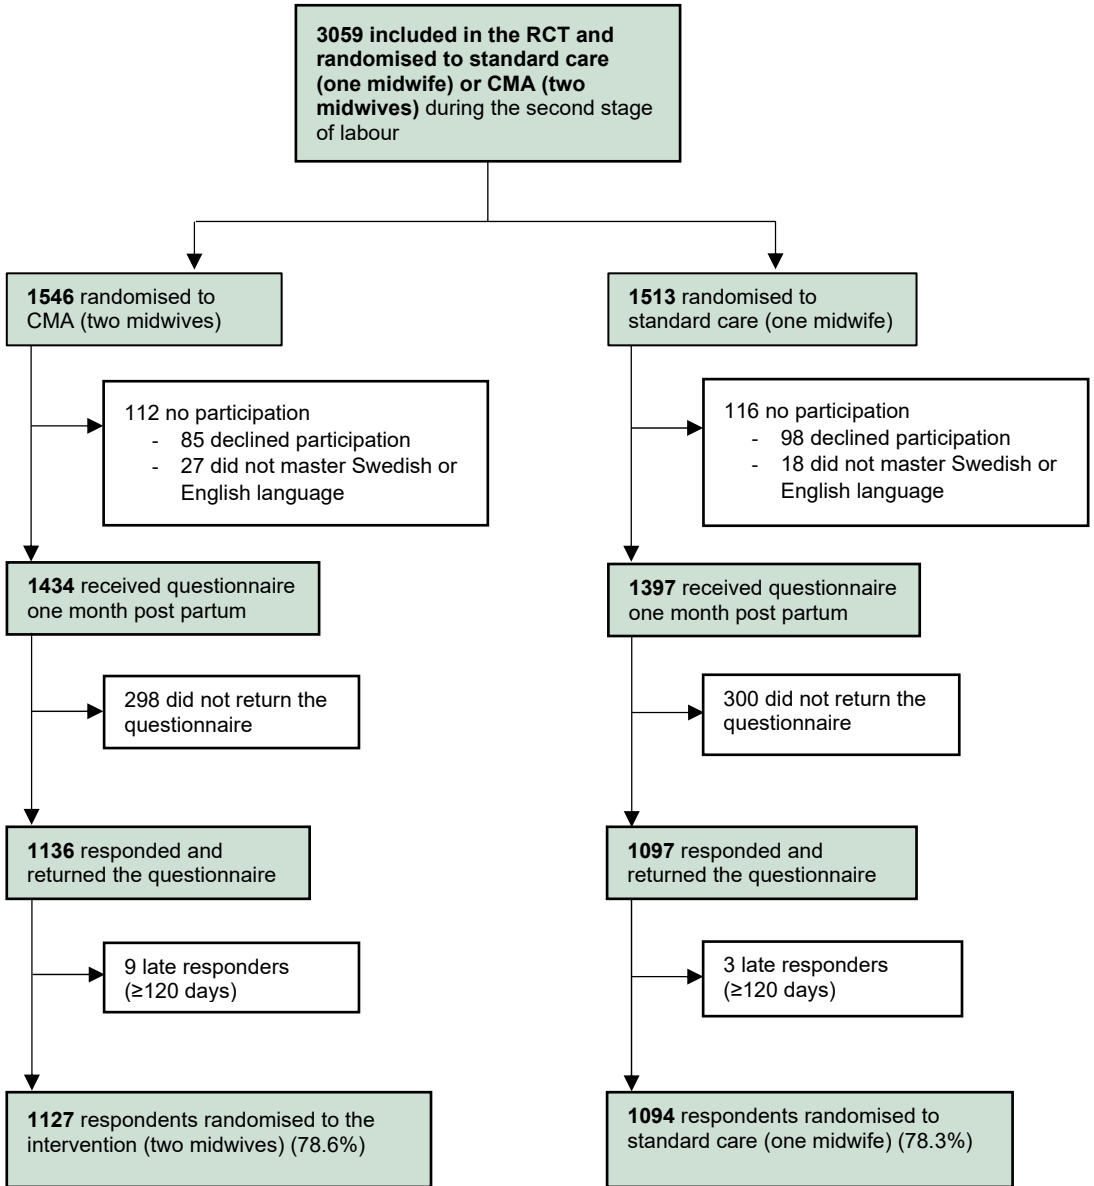 3059 included in the RCT and
randomised to standard care
(one midwife) or CMA (two
midwives) during the second stage
of labour
1546 randomised to
CMA (two midwives)
1513 randomised to
standard care (one midwife)
112 no participation
- 85 declined participation
- 27 did not master Swedish or
English language
116 no participation
- 98 declined participation
- 18 did not master Swedish or
English language
1434 received questionnaire
one month post partum
1397 received questionnaire
one month post partum
298 did not return the
questionnaire
300 did not return the
questionnaire
1136 responded and
returned the questionnaire
1097 responded and
returned the questionnaire
9 late responders
(≥120 days)
3 late responders
(≥120 days)
1127 respondents randomised to the
intervention (two midwives) (78.6%)
1094 respondents randomised to
standard care (one midwife) (78.3%)